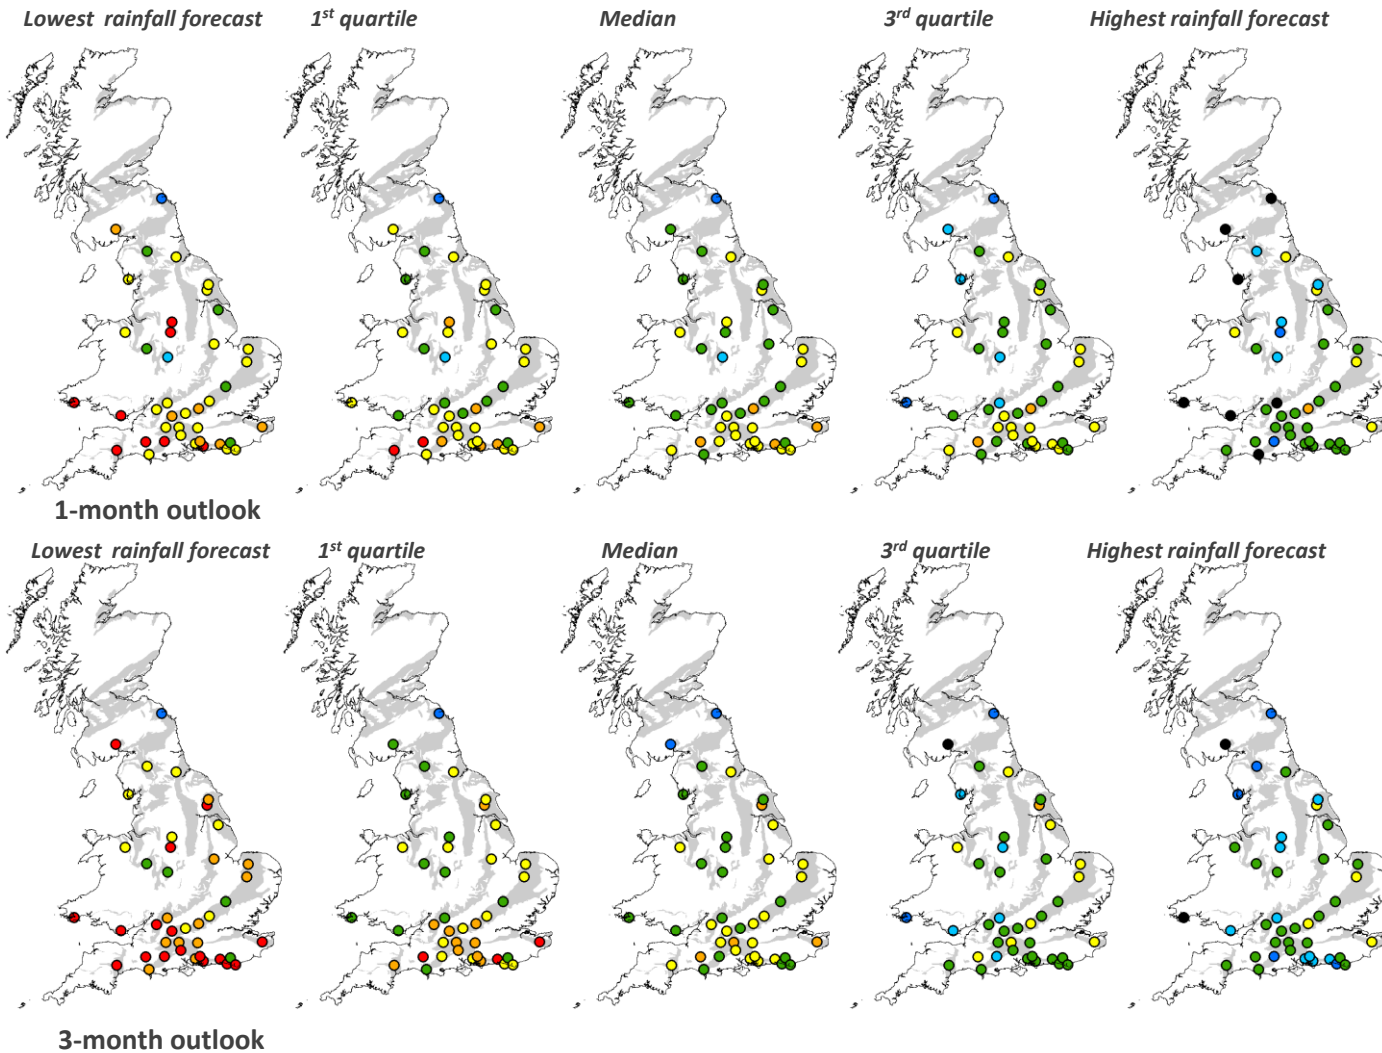 Lowest rainfall forecast
1st quartile
Median
3rd quartile
Highest rainfall forecast
1-month outlook
Lowest rainfall forecast
1st quartile
Median
3rd quartile
Highest rainfall forecast
3-month outlook